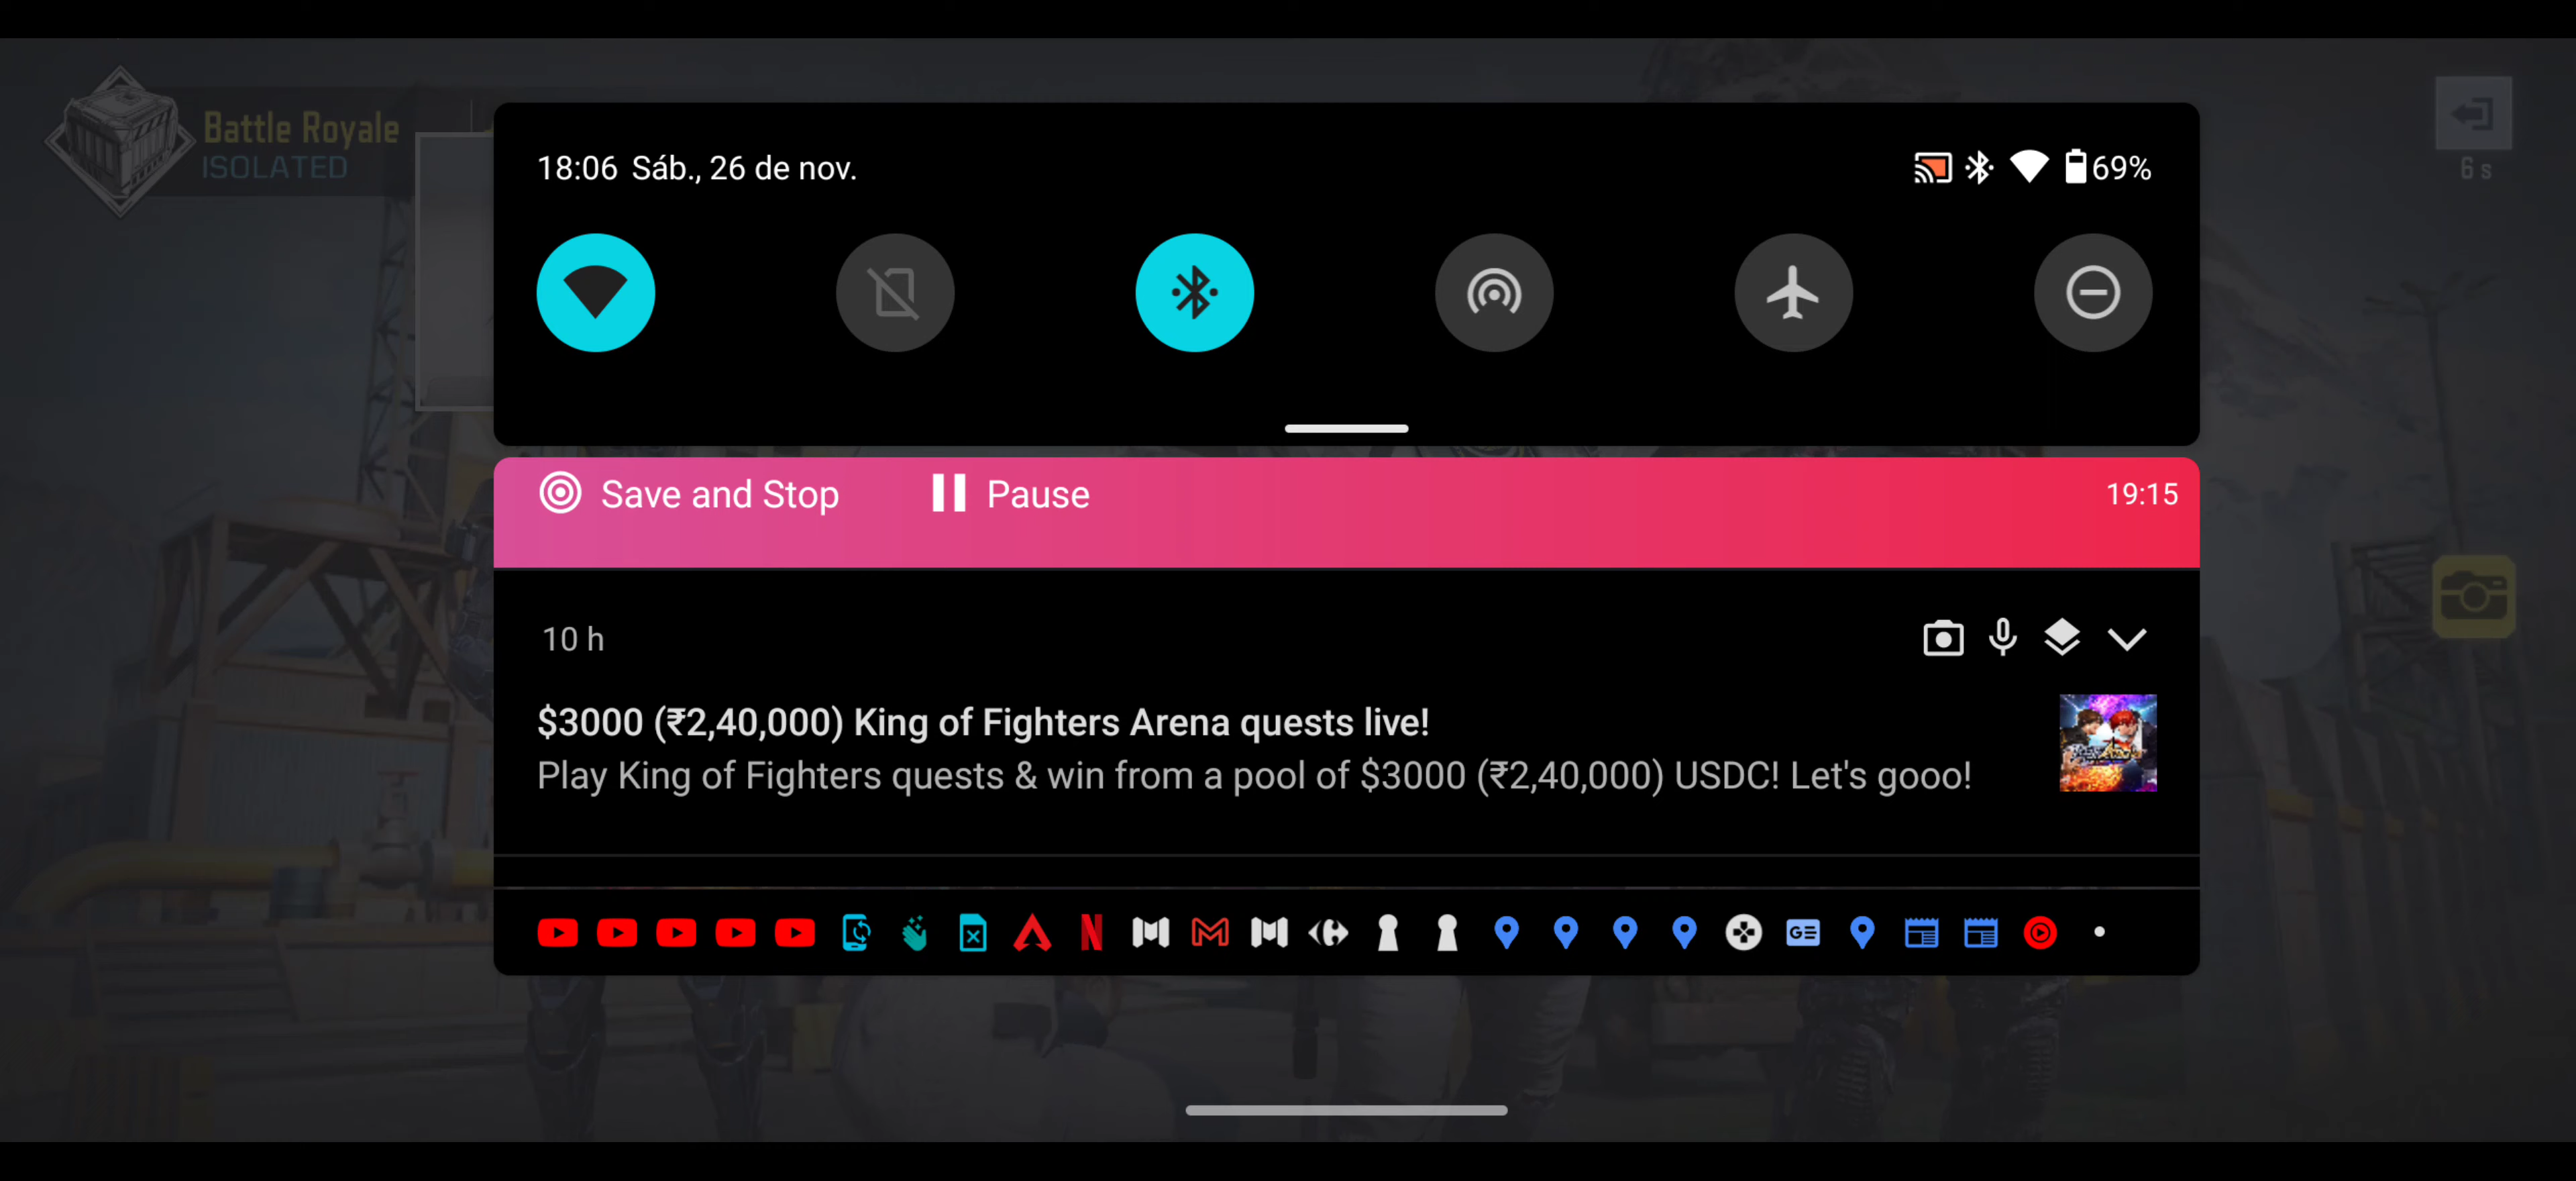 Battle Royale
ISOLATED
6 s
18:06 Sáb., 26 de nov.
69%
Save and Stop
Pause
19:15
10 h
$3000 (₹2,40,000) King of Fighters Arena quests live!
Play King of Fighters quests & win from a pool of $3000 (₹2,40,000) USDC! Let's gooo!
GE